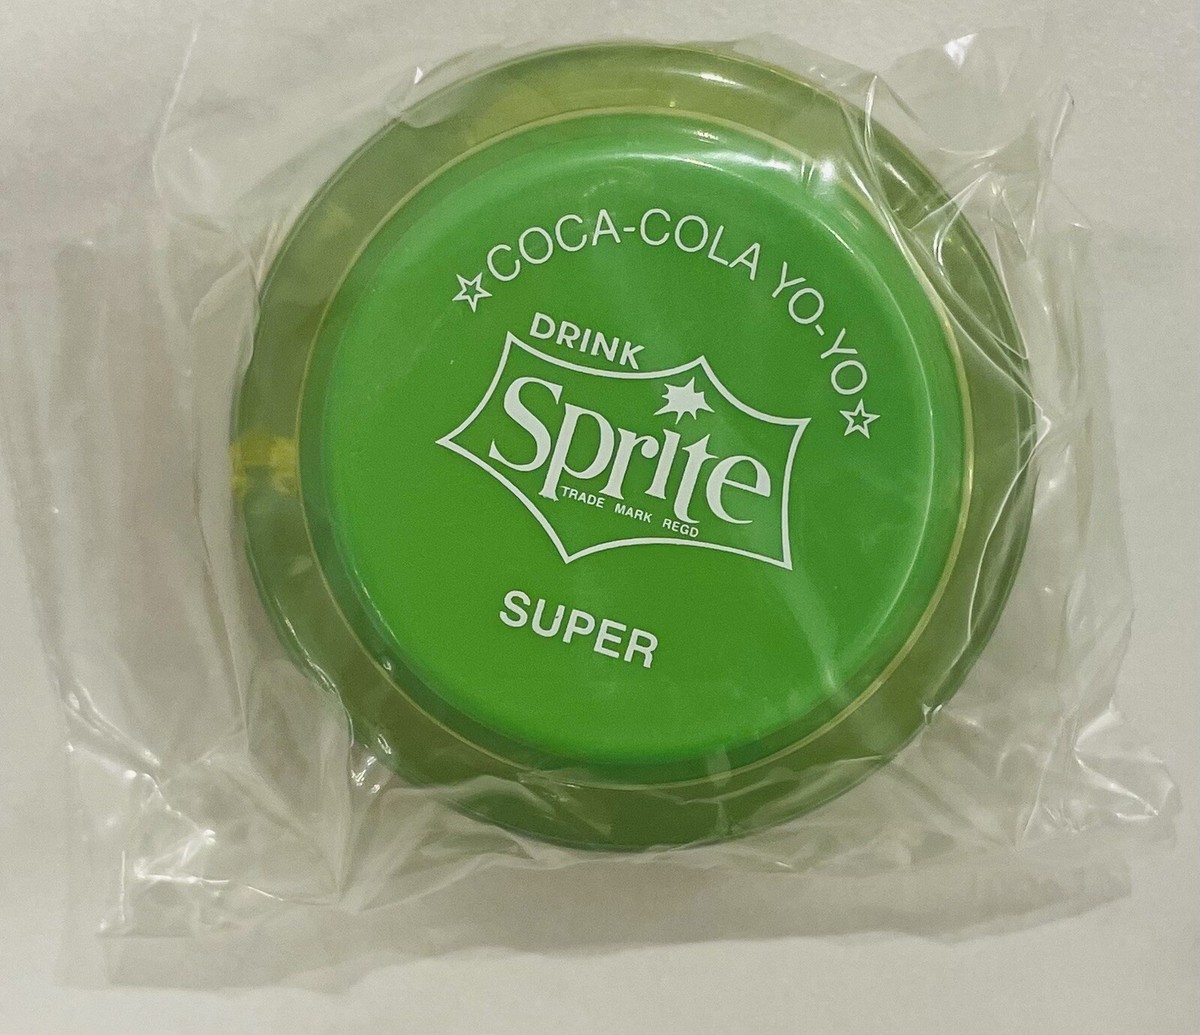 ☆COCA-COLA YO-YO☆
DRINK
Sprite
TRADE MARK REGD
SUPER